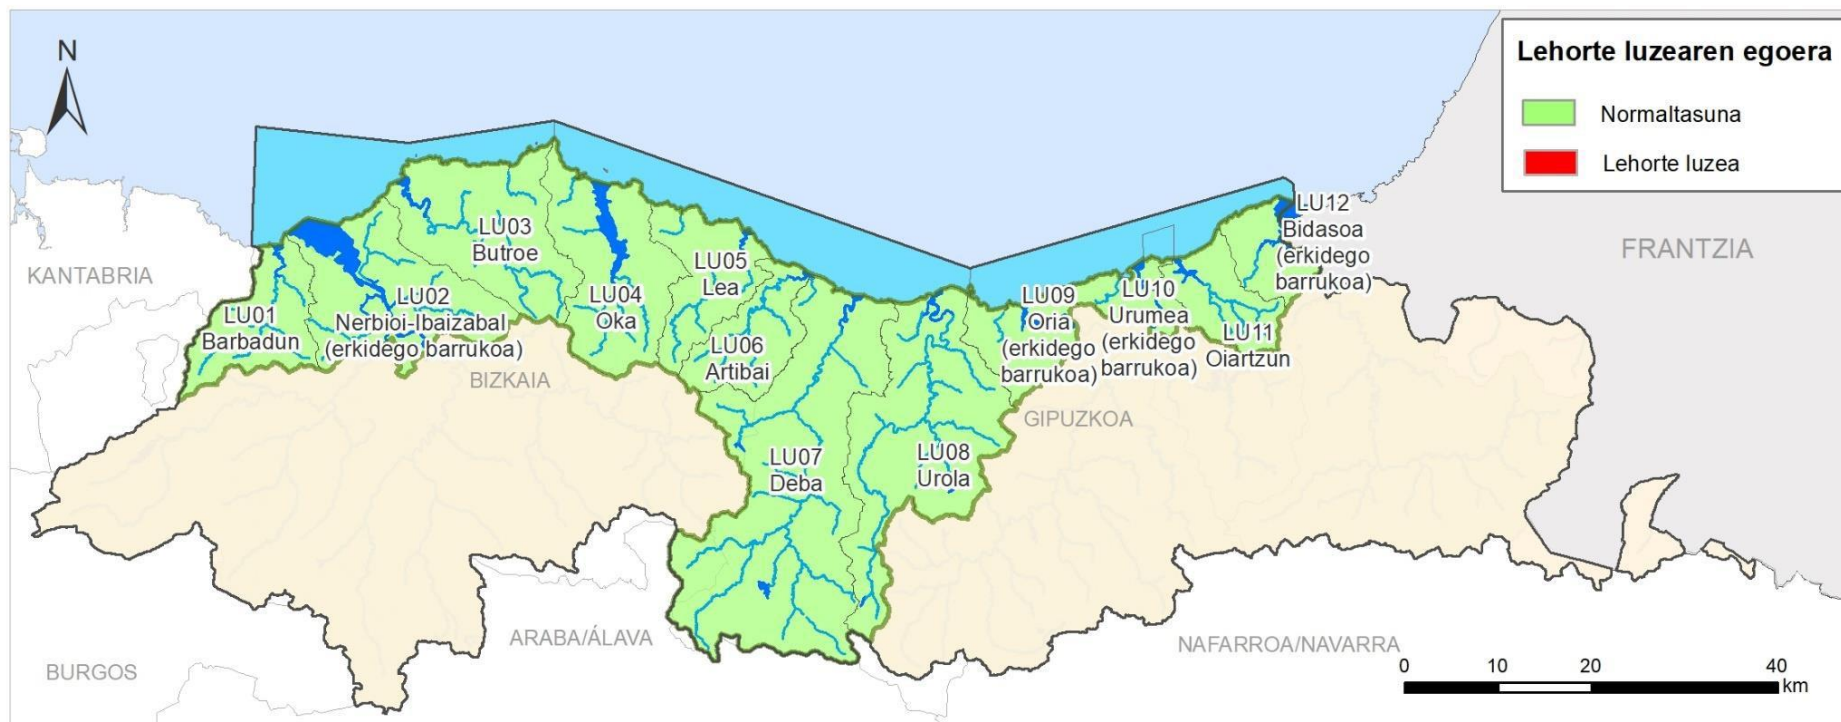 N
Lehorte luzearen egoera
Normaltasuna
Lehorte luzea
KANTABRIA
FRANTZIA
BIZKAIA
GIPUZKOA
ARABA/ÁLAVA
NAFARROA/NAVARRA
BURGOS
LU01
Barbadun
LU02
Nerbioi-Ibaizabal
(erkidego barrukoa)
LU03
Butroe
LU04
Oka
LU05
Lea
LU06
Artibai
LU07
Deba
LU08
Urola
LU09
Oria
(erkidego
barrukoa)
LU10
Urumea
(erkidego
barrukoa)
LU11
Oiartzun
LU12
Bidasoa
(erkidego
barrukoa)
0 10 20 40
km